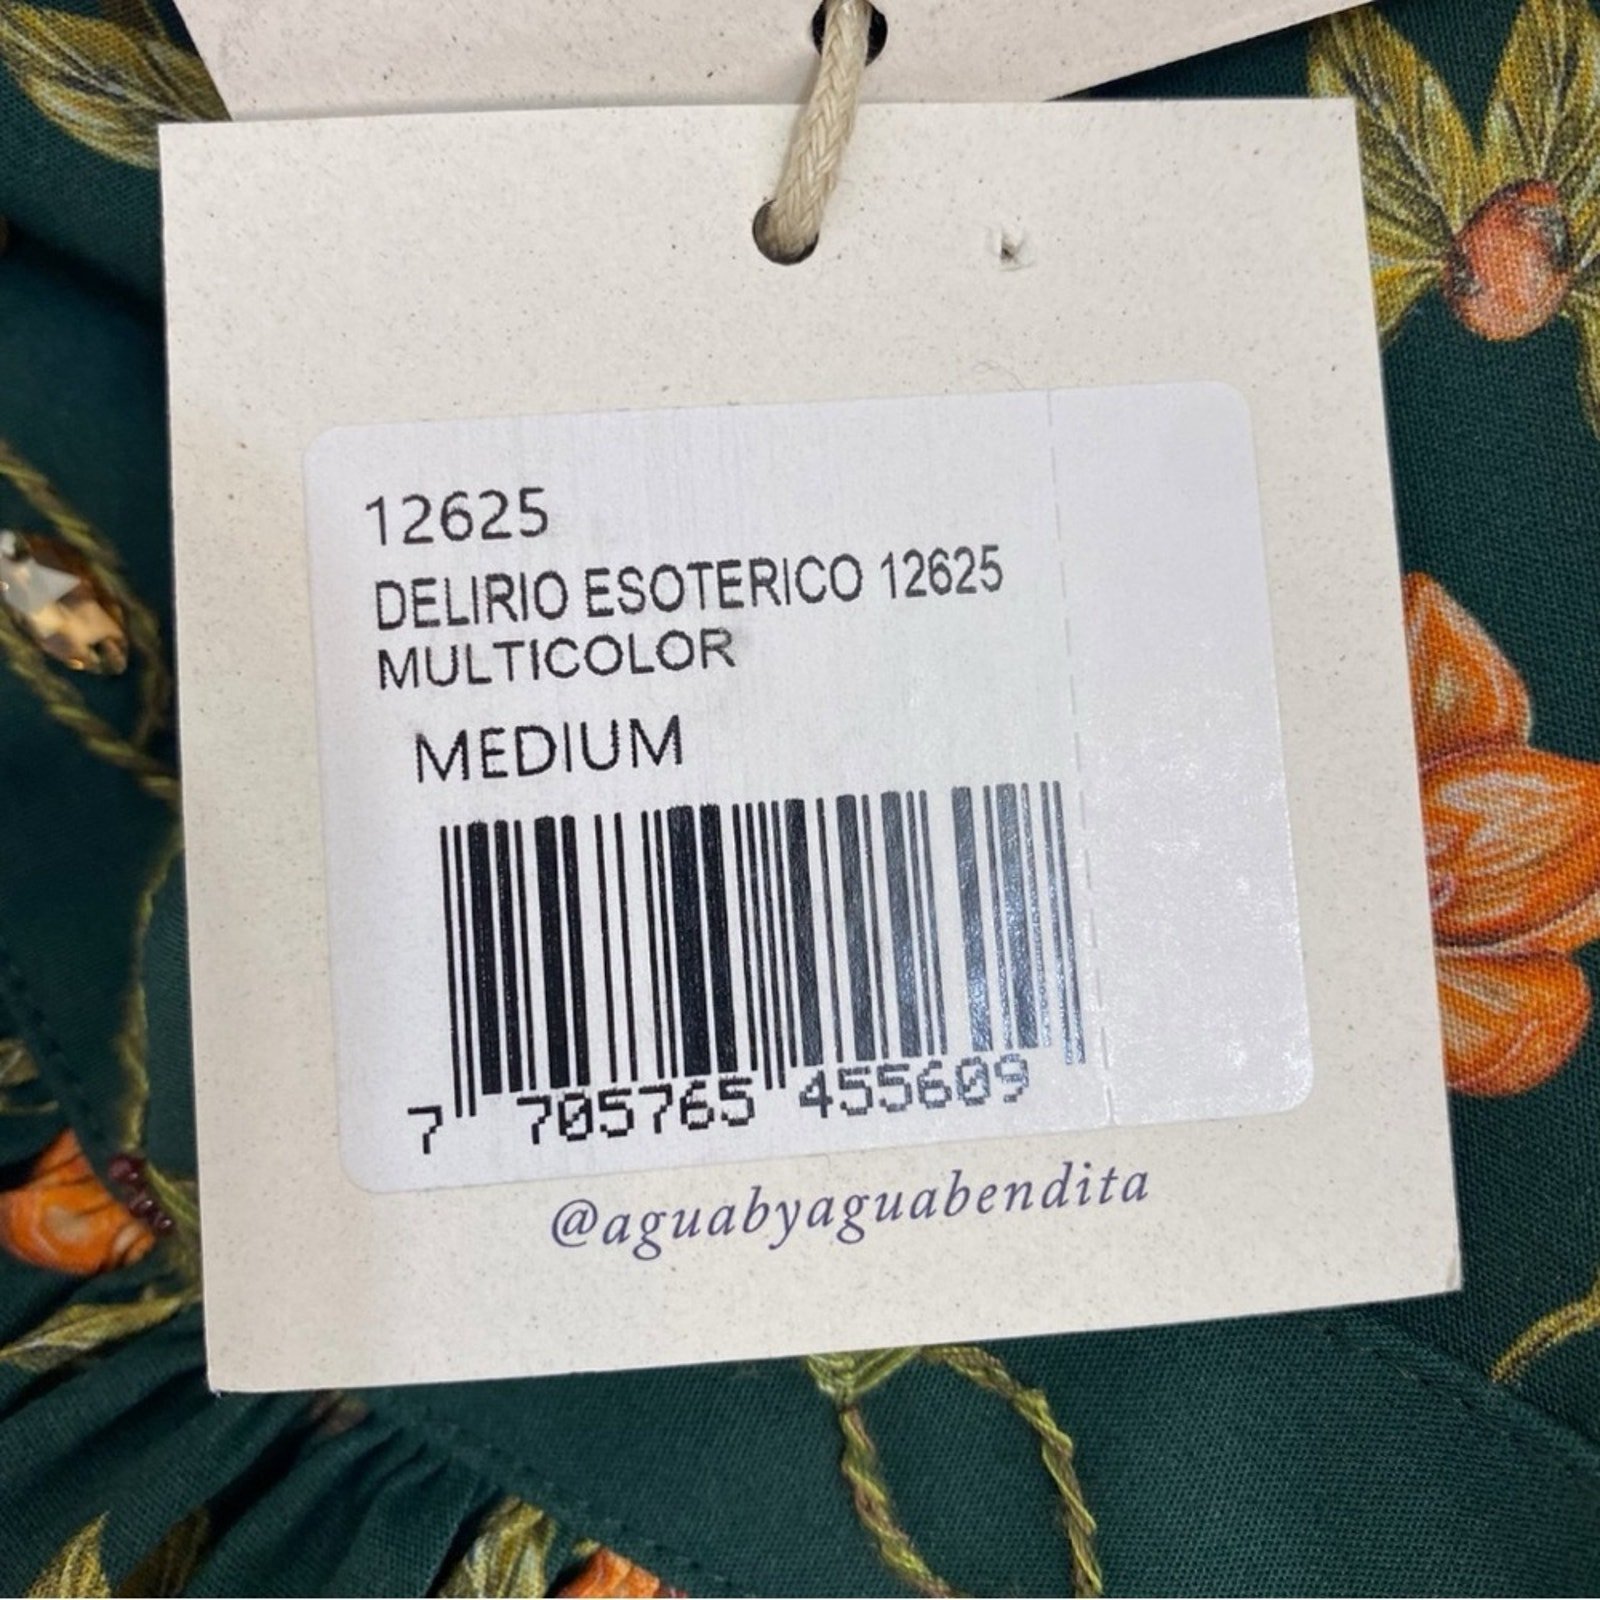 12625
DELIRIO ESOTERICO 12625
MULTICOLOR
MEDIUM
7 705765 455609
@aguabyaguabendita